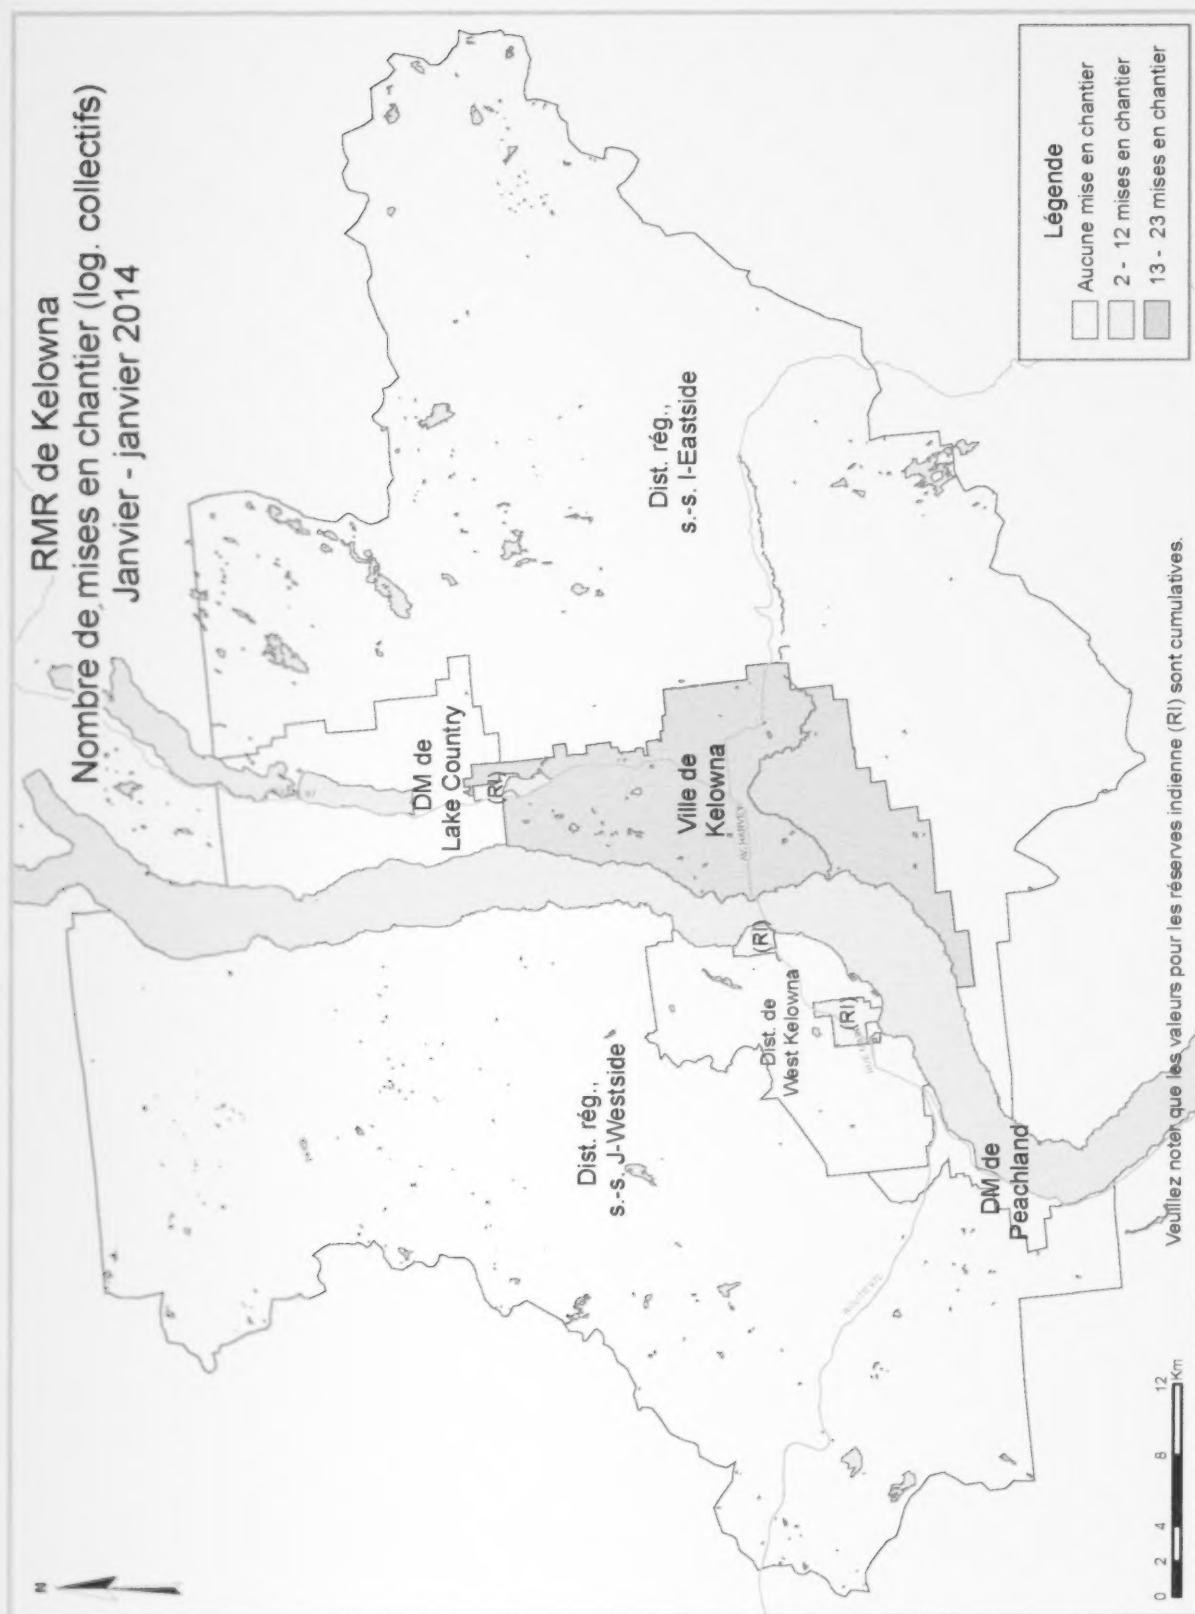 RMR de Kelowna
Nombre de mises en chantier (log. collectifs)
Janvier - janvier 2014
N
DM de
Lake Country
(RI)
Dist. rég.,
s.-s. I-Eastside
Ville de
Kelowna
AV. HARVEY
(RI)
Dist. rég.,
s.-s. J-Westside
Dist. de
West Kelowna
(RI)
DM de
Peachland
Légende
Aucune mise en chantier
2 - 12 mises en chantier
13 - 23 mises en chantier
0 2 4 8 12
Km
Veuillez noter que les valeurs pour les réserves indienne (RI) sont cumulatives.